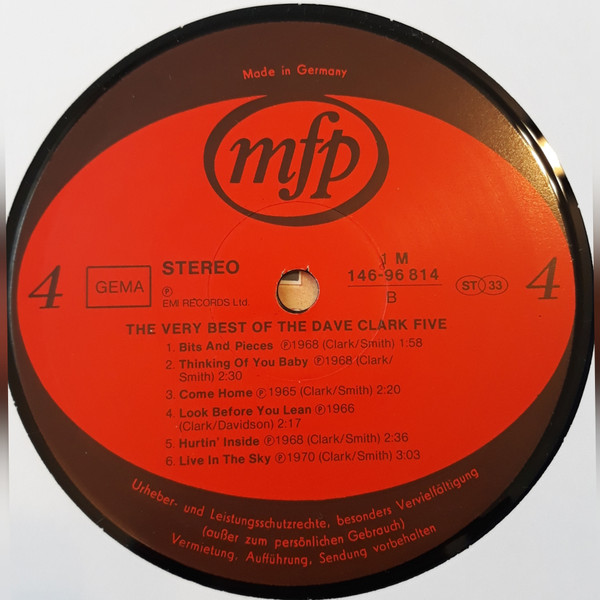 Made in Germany
mfp
4
GEMA
STEREO
℗
EMI RECORDS Ltd.
1 M
146-96 814
B
ST 33
4
THE VERY BEST OF THE DAVE CLARK FIVE
1. Bits And Pieces ℗1968 (Clark/Smith) 1:58
2. Thinking Of You Baby ℗1968 (Clark/
Smith) 2:30
3. Come Home ℗1965 (Clark/Smith) 2:20
4. Look Before You Lean ℗1966
(Clark/Davidson) 2:17
5. Hurtin' Inside ℗1968 (Clark/Smith) 2:36
6. Live In The Sky ℗1970 (Clark/Smith) 3:03
Urheber- und Leistungsschutzrechte, besonders Vervielföltigung
(außer zum persönlichen Gebrauch)
Vermietung, Aufführung, Sendung vorbehalten